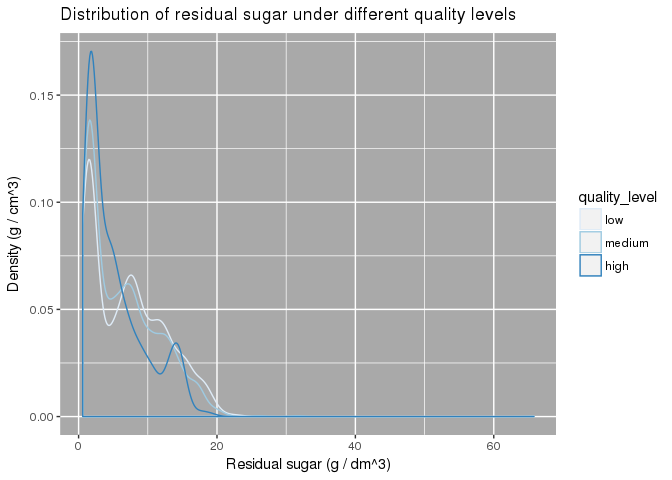 Distribution of residual sugar under different quality levels
0.15
0.10
0.05
0.00
Density (g / cm^3)
0
20
40
60
Residual sugar (g / dm^3)
quality_level
low
medium
high